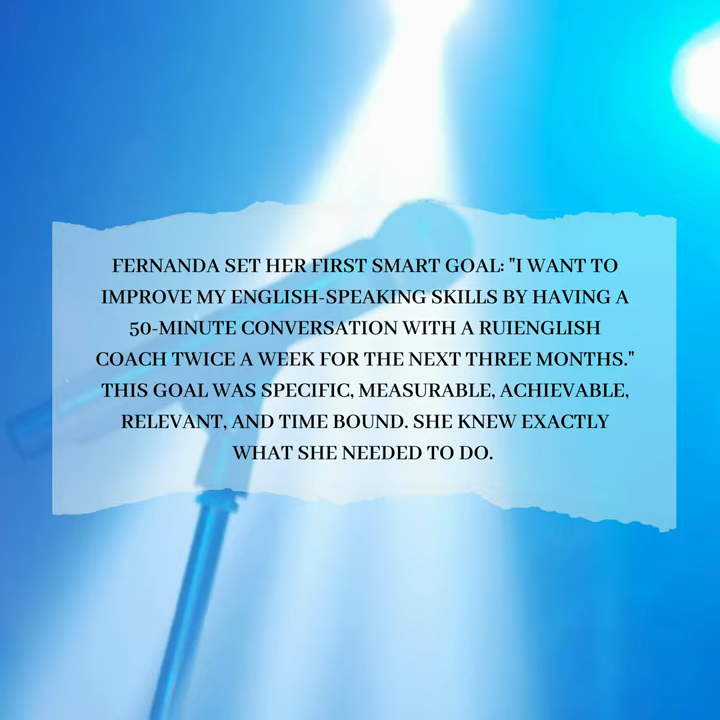 FERNANDA SET HER FIRST SMART GOAL: "I WANT TO
IMPROVE MY ENGLISH-SPEAKING SKILLS BY HAVING A
50-MINUTE CONVERSATION WITH A RUIENGLISH
COACH TWICE A WEEK FOR THE NEXT THREE MONTHS."
THIS GOAL WAS SPECIFIC, MEASURABLE, ACHIEVABLE,
RELEVANT, AND TIME BOUND. SHE KNEW EXACTLY
WHAT SHE NEEDED TO DO.